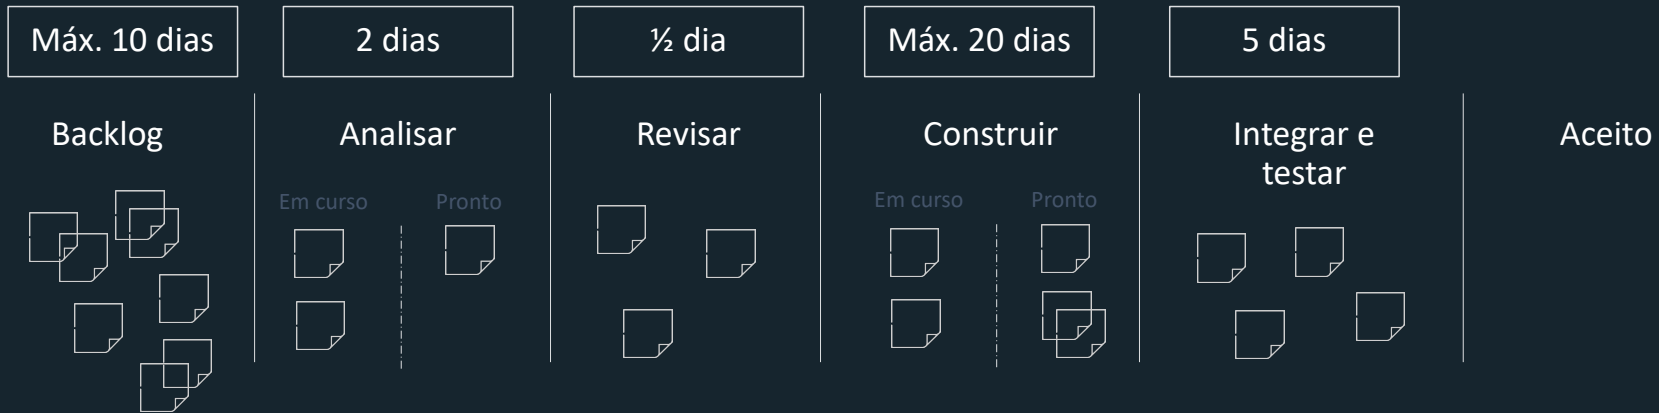 Máx. 10 dias
2 dias
½ dia
Máx. 20 dias
5 dias
Backlog
Analisar
Revisar
Construir
Integrar e
testar
Aceito
Em curso
Pronto
Em curso
Pronto